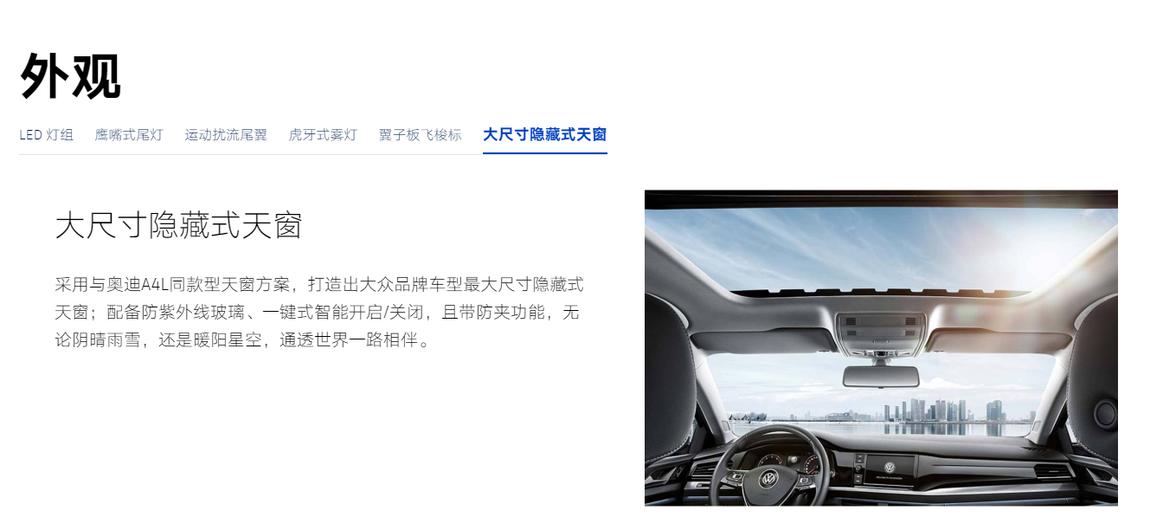 外观
LED 灯组 鹰嘴式尾灯 运动扰流尾翼 虎牙式雾灯 翼子板飞梭标 大尺寸隐藏式天窗
大尺寸隐藏式天窗
采用与奥迪A4L同款型天窗方案，打造出大众品牌车型最大尺寸隐藏式
天窗；配备防紫外线玻璃、一键式智能开启/关闭，且带防夹功能，无
论阴晴雨雪，还是暖阳星空，通透世界一路相伴。